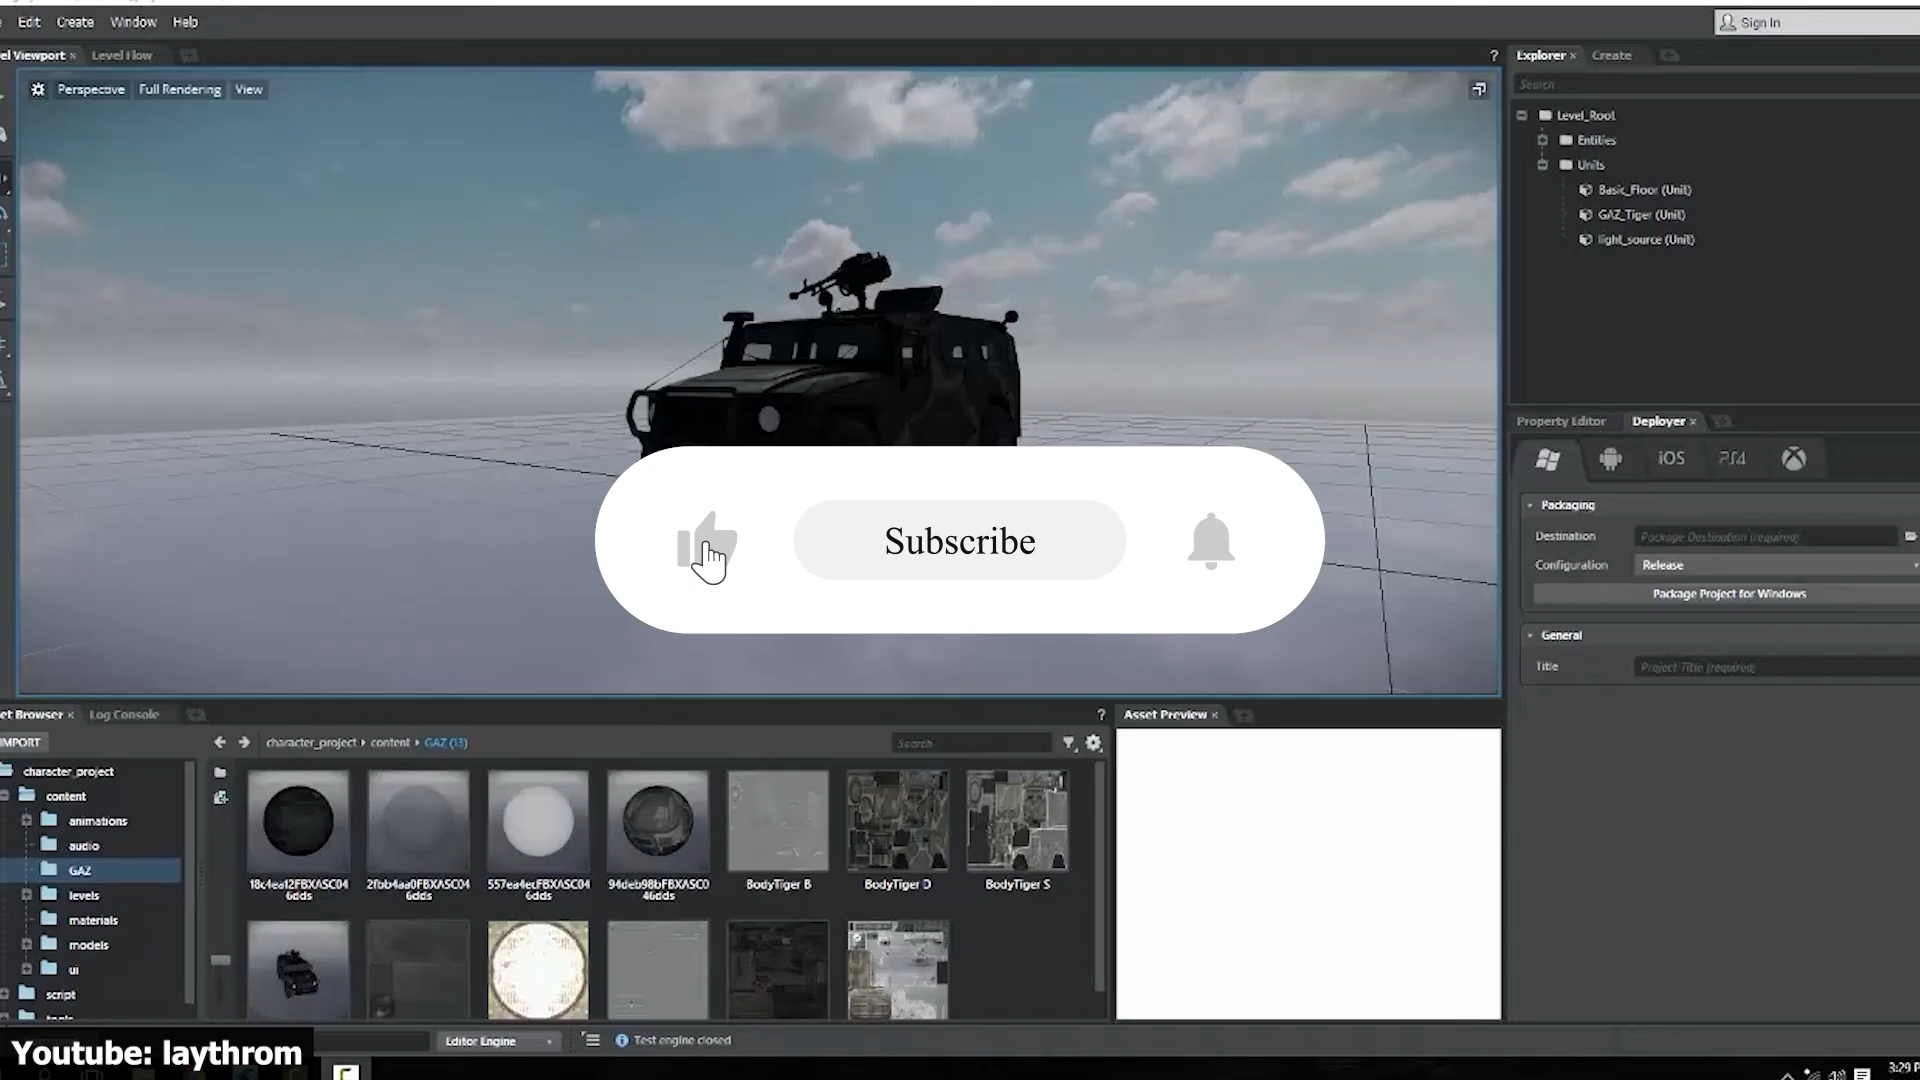 Edit Create Window Help
Sign In
el Viewport Level Flow
Explorer Create
Perspective Full Rendering View
Search
Level_Root
Entities
Units
Basic_Floor (Unit)
GAZ_Tiger (Unit)
light_source (Unit)
Property Editor Deployer
iOS PS4
Packaging
Destination Package Destination (required)
Configuration Release
Package Project for Windows
General
Title Project Title (required)
Subscribe
et Browser Log Console
Asset Preview
IMPORT
character_project content GAZ (13)
Search
character_project
content
animations
audio
GAZ
levels
materials
models
ui
script
tools
18c4ea12FBXASC04
6dds
2fbb4aa0FBXASC04
6dds
557ea4ecFBXASC04
6dds
94deb98bFBXASC0
46dds
BodyTiger B
BodyTiger D
BodyTiger S
Editor Engine
Test engine closed
Youtube: laythrom
3:29 P